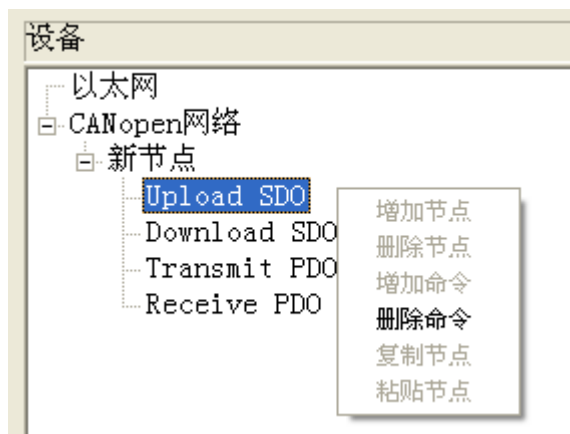 设备
以太网
CANopen网络
新节点
Upload SDO
Download SDO
Transmit PDO
Receive PDO
增加节点
删除节点
增加命令
删除命令
复制节点
粘贴节点